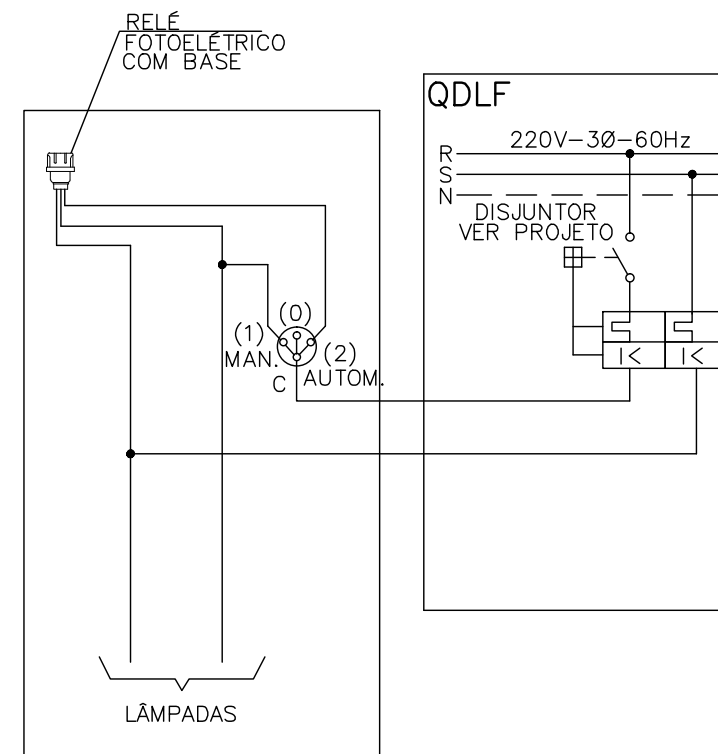 RELÉ
FOTOELÉTRICO
COM BASE
QDLF
220V-3Ø-60Hz
R
S
N
DISJUNTOR
VER PROJETO
(0)
(1)
MAN.
(2)
AUTOM.
C
I<
I<
LÂMPADAS